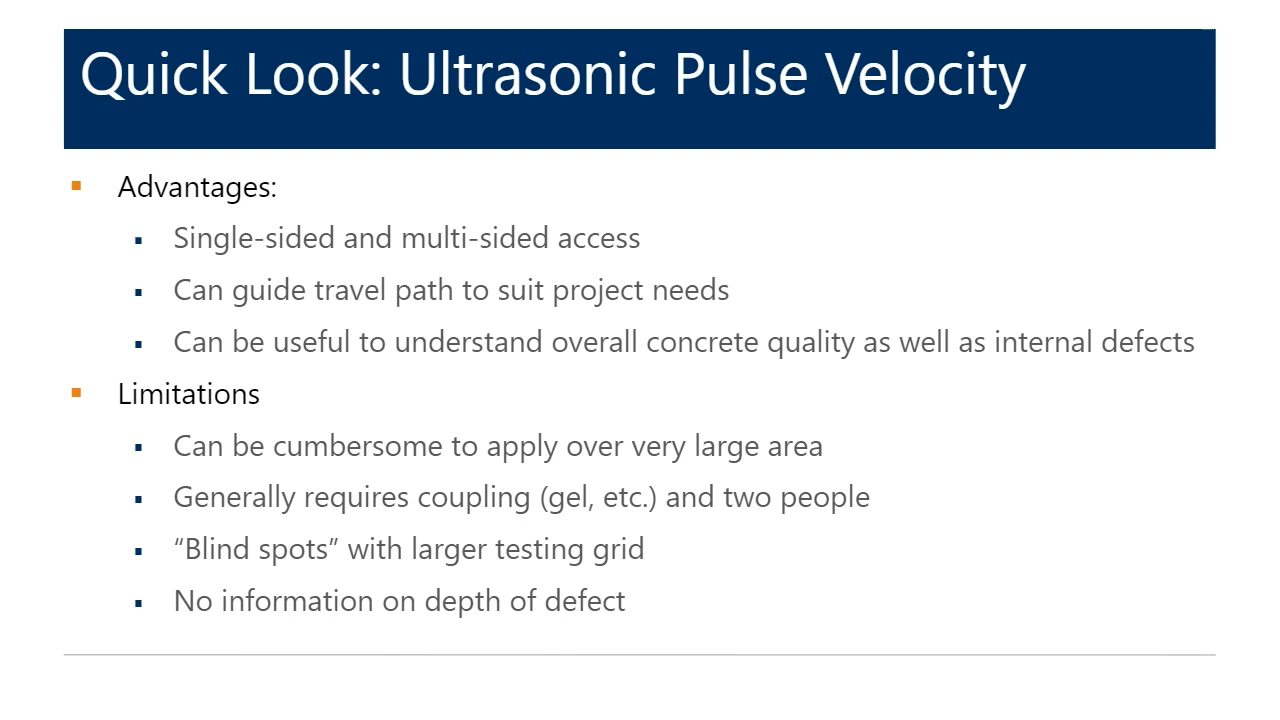 Quick Look: Ultrasonic Pulse Velocity
Advantages:
Single-sided and multi-sided access
Can guide travel path to suit project needs
Can be useful to understand overall concrete quality as well as internal defects
Limitations
Can be cumbersome to apply over very large area
Generally requires coupling (gel, etc.) and two people
“Blind spots” with larger testing grid
No information on depth of defect